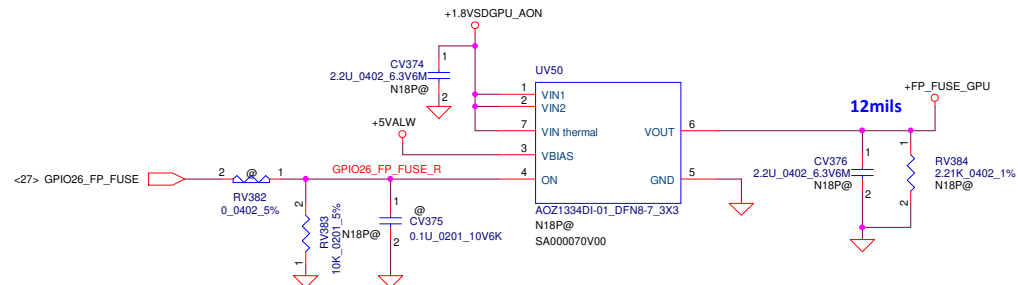 +1.8VSDGPU_AON
1
CV374
2.2U_0402_6.3V6M
N18P@
2
UV50
1
VIN1
2
VIN2
7
VIN thermal
+5VALW
3
VBIAS
VOUT
6
12mils
+FP_FUSE_GPU
<27> GPIO26_FP_FUSE
2
@
1
RV382
0_0402_5%
GPIO26_FP_FUSE_R
4
ON
GND
5
AOZ1334DI-01_DFN8-7_3X3
N18P@
SA000070V00
2
RV383
10K_0201_5%
1
N18P@
1
@
CV375
0.1U_0201_10V6K
2
1
CV376
2.2U_0402_6.3V6M
N18P@
2
1
RV384
2.21K_0402_1%
N18P@
2